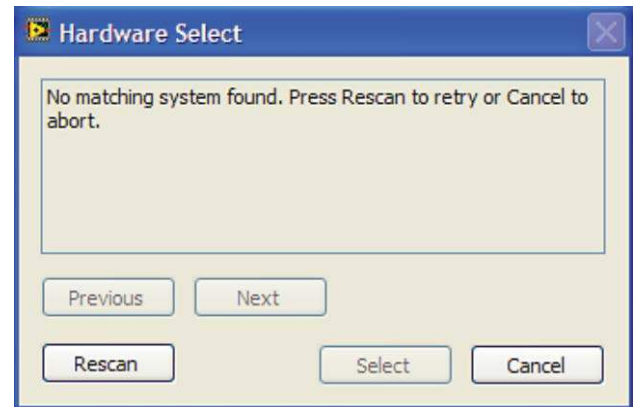 Hardware Select
No matching system found. Press Rescan to retry or Cancel to
abort.
Previous
Next
Rescan
Select
Cancel